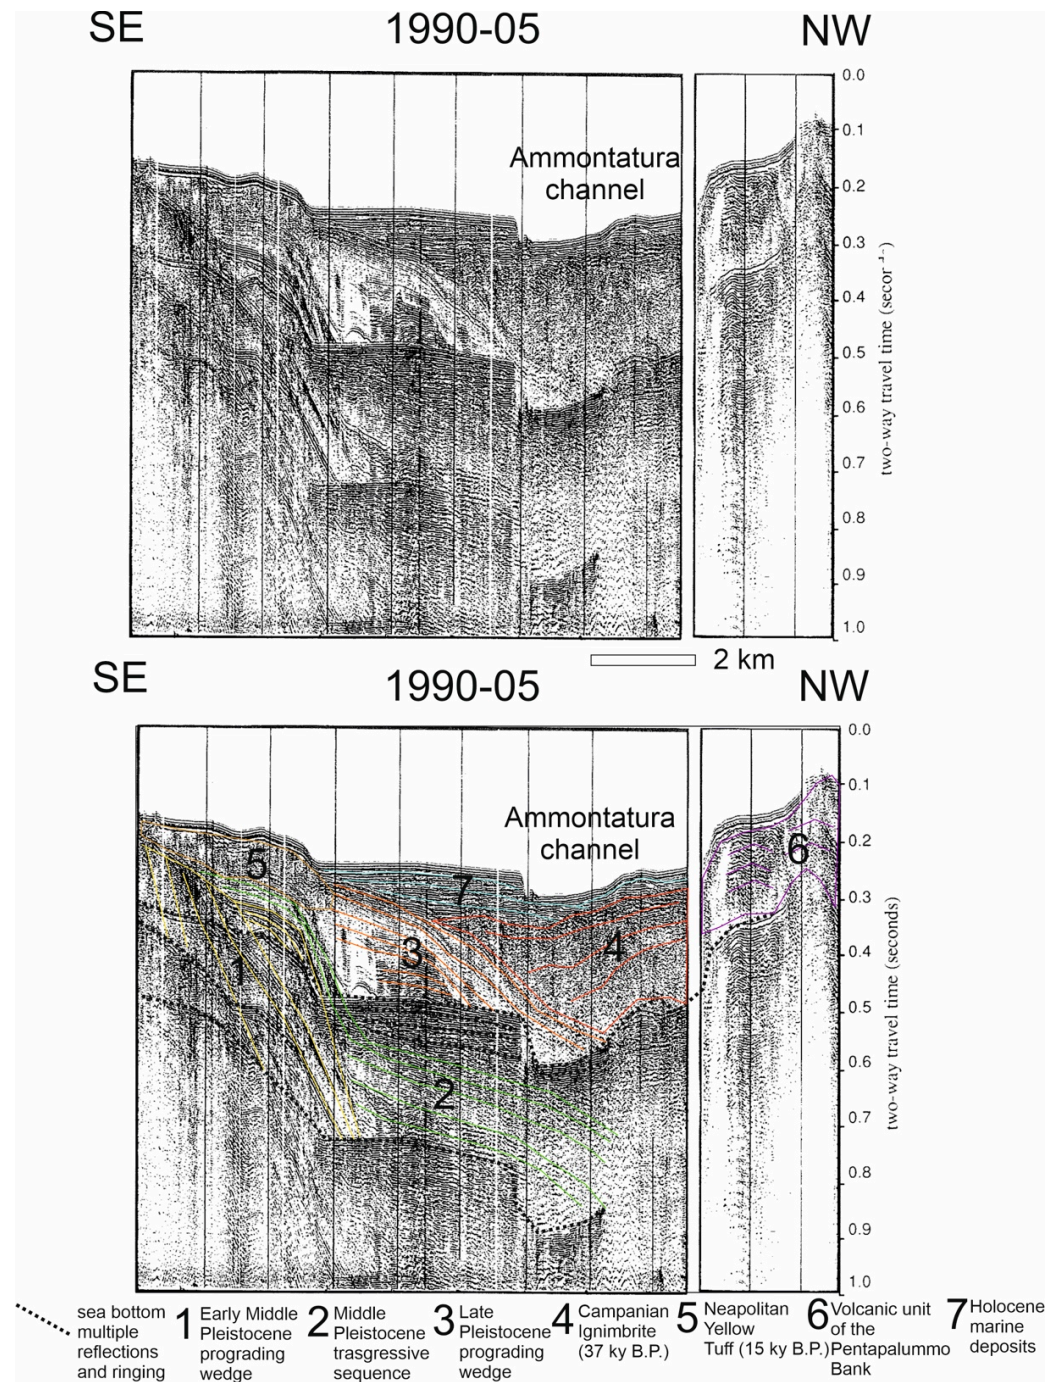 SE 1990-05 NW
0.0
0.1
Ammontatura
channel
0.2
0.3
0.4
0.5
0.6
0.7
0.8
0.9
1.0
two-way travel time
2 km
SE 1990-05 NW
0.0
0.1
Ammontatura
channel
0.2
0.3
0.4
0.5
0.6
0.7
0.8
0.9
1.0
two-way travel time (seconds)
5
7
6
3
4
1
2
sea bottom
multiple
reflections
and ringing
1 Early Middle
Pleistocene
prograding
wedge
2 Middle
Pleistocene
trasgressive
sequence
3 Late
Pleistocene
prograding
wedge
4 Campanian
Ignimbrite
(37 ky B.P.)
5 Neapolitan
Yellow
Tuff (15 ky B.P.)
6 Volcanic unit
of the
Pentapalummo
Bank
7 Holocene
marine
deposits